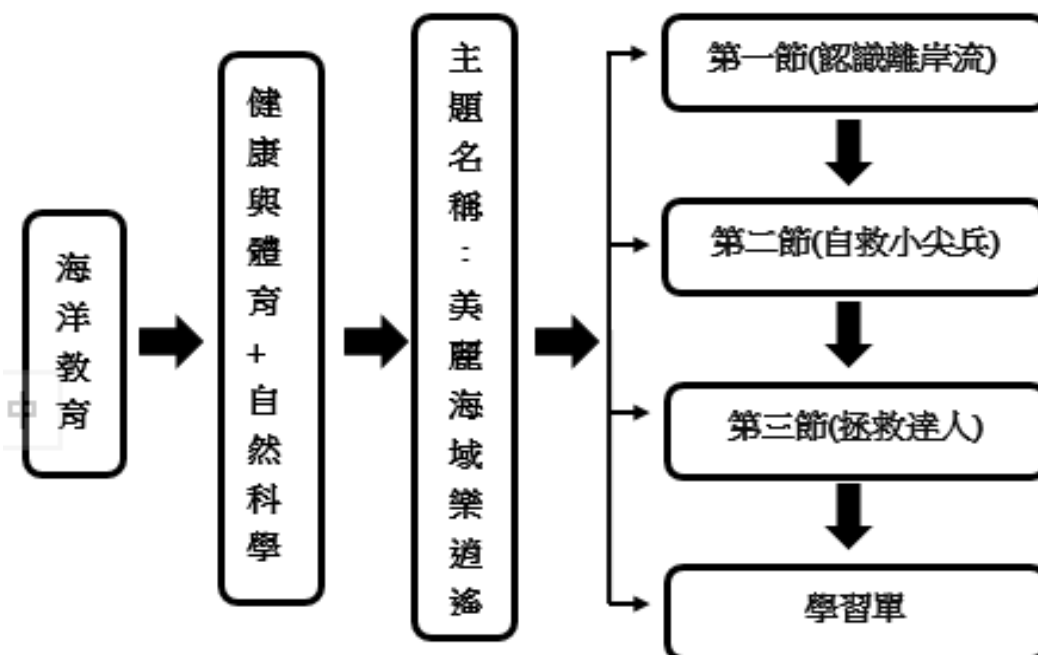 海洋教育
健康與體育+自然科學
主題名稱：美麗海域樂逍遙
第一節(認識離岸流)
第二節(自救小尖兵)
第三節(拯救達人)
學習單
中